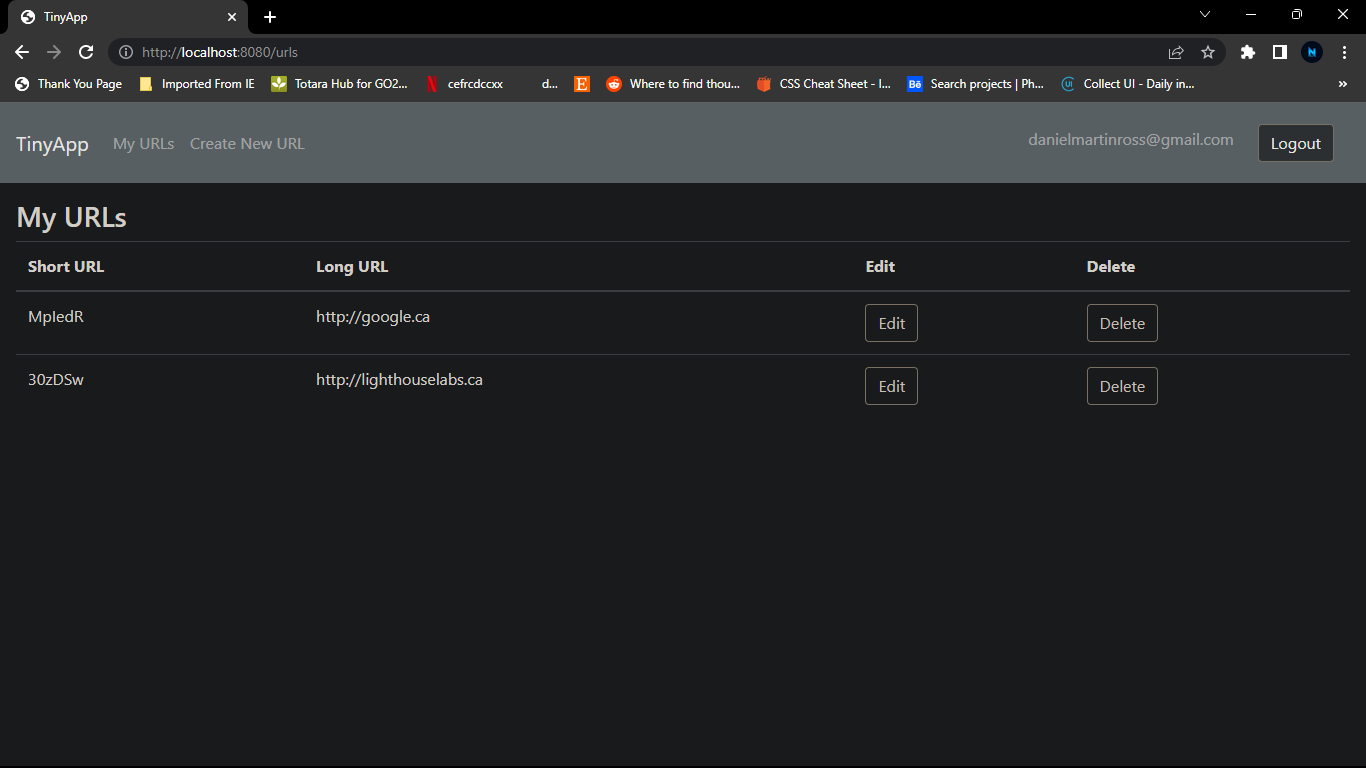 TinyApp
http://localhost:8080/urls
N
Thank You Page Imported From IE Totara Hub for GO2... N cefrcdccxx d... E Where to find thou... CSS Cheat Sheet - I... Bē Search projects | Ph... UI Collect UI - Daily in... »
TinyApp My URLs Create New URL danielmartinross@gmail.com Logout
My URLs
Short URL Long URL Edit Delete
MpIedR http://google.ca Edit Delete
30zDSw http://lighthouselabs.ca Edit Delete